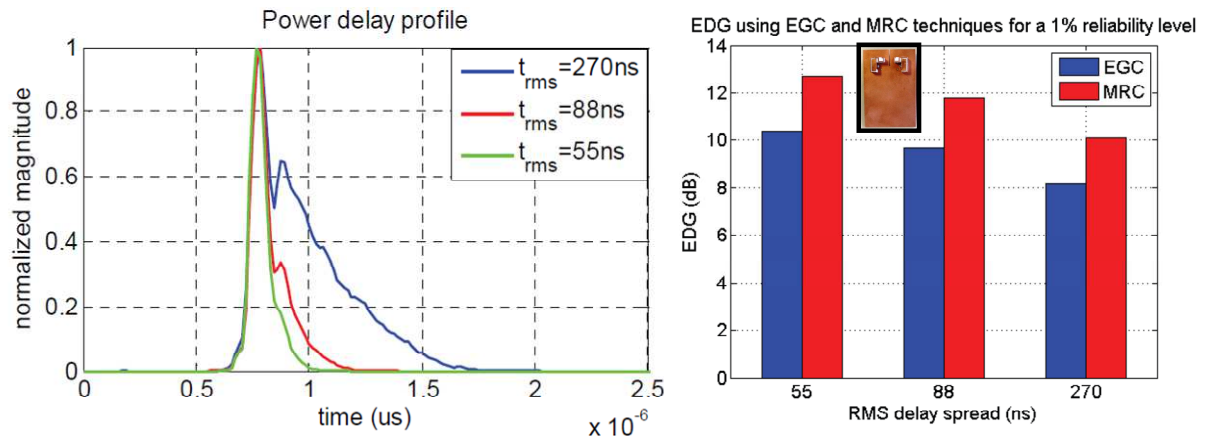 Power delay profile
normalized magnitude
1
0.8
0.6
0.4
0.2
0
0
0.5
1
1.5
2
2.5
time (us)
x 10^-6
t_rms=270ns
t_rms=88ns
t_rms=55ns
EDG using EGC and MRC techniques for a 1% reliability level
EDG (dB)
14
12
10
8
6
4
2
0
55
88
270
RMS delay spread (ns)
EGC
MRC